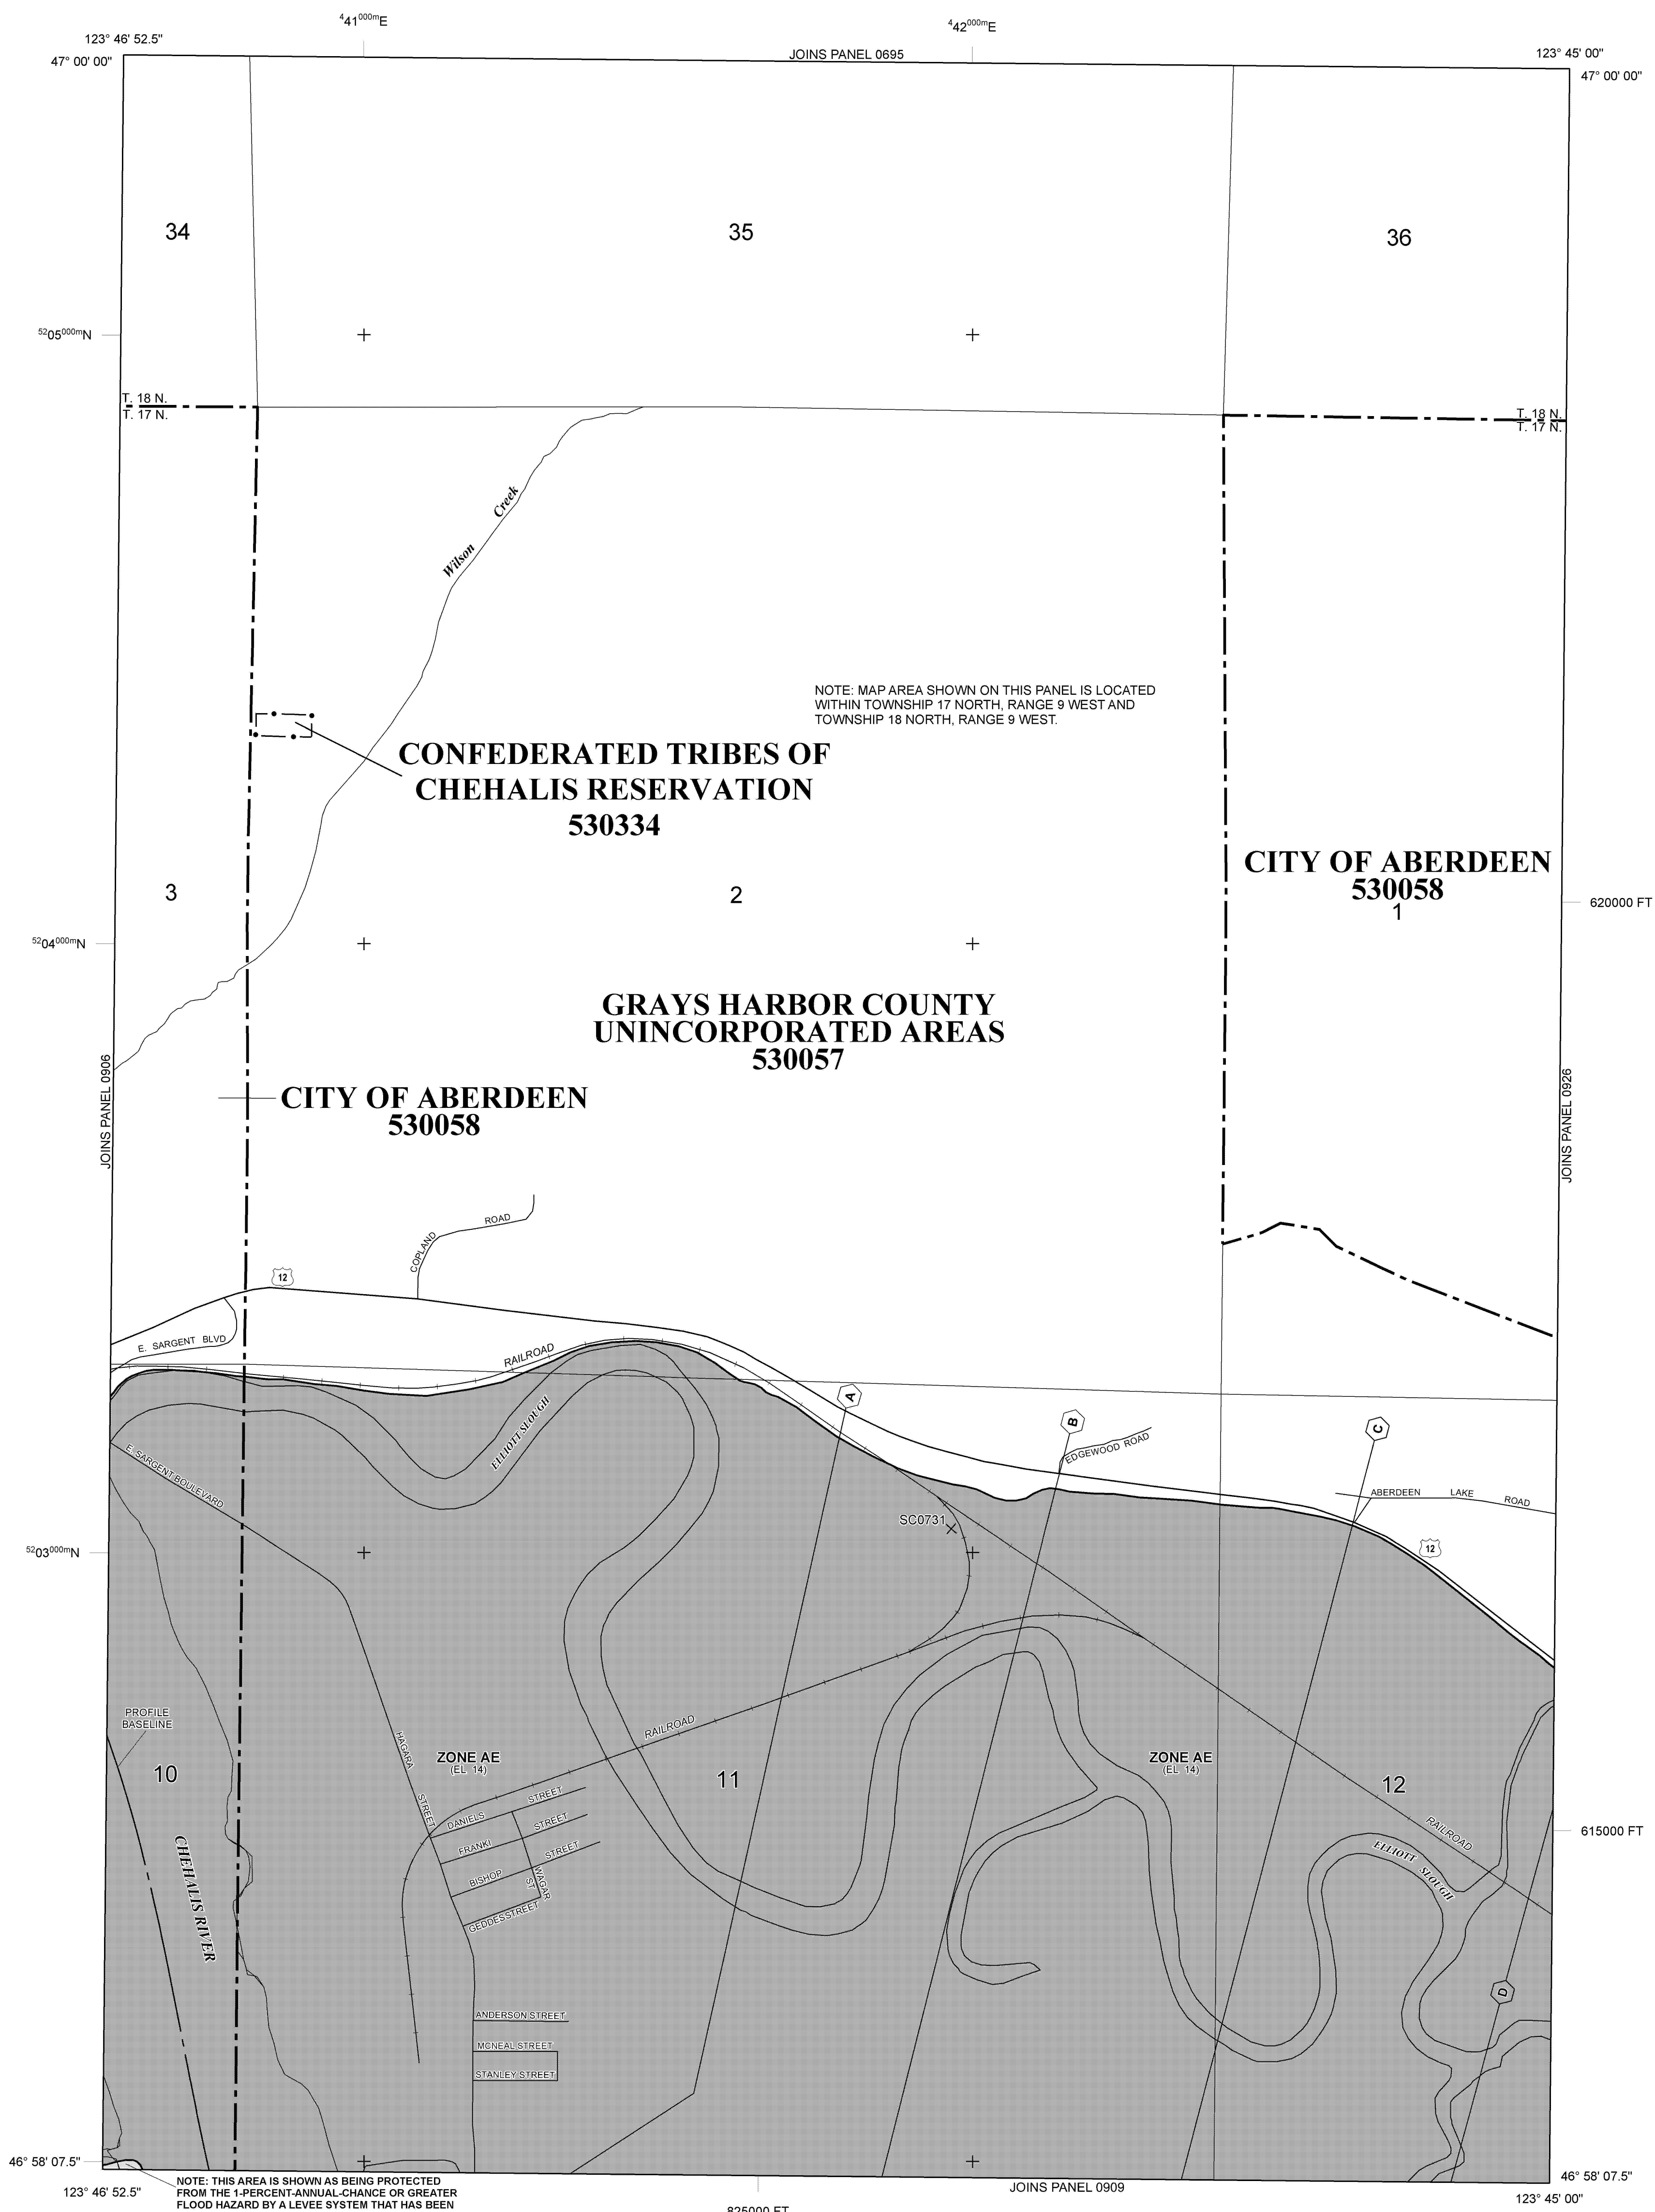 441000mE
442000mE
123° 46' 52.5"
JOINS PANEL 0695
123° 45' 00"
47° 00' 00"
47° 00' 00"
34
35
36
5205000mN
T. 18 N.
T. 17 N.
T. 18 N.
T. 17 N.
Wilson Creek
NOTE: MAP AREA SHOWN ON THIS PANEL IS LOCATED
WITHIN TOWNSHIP 17 NORTH, RANGE 9 WEST AND
TOWNSHIP 18 NORTH, RANGE 9 WEST.
CONFEDERATED TRIBES OF
CHEHALIS RESERVATION
530334
CITY OF ABERDEEN
530058
1
3
2
620000 FT
5204000mN
GRAYS HARBOR COUNTY
UNINCORPORATED AREAS
530057
JOINS PANEL 0906
JOINS PANEL 0926
CITY OF ABERDEEN
530058
COPLAND ROAD
12
E. SARGENT BLVD
RAILROAD
ELLIOTT SLOUGH
A
B
C
EDGEWOOD ROAD
E. SARGENT BOULEVARD
ABERDEEN LAKE ROAD
SC0731
12
5203000mN
PROFILE
BASELINE
HAGARA STREET
RAILROAD
ZONE AE
(EL 14)
ZONE AE
(EL 14)
10
11
12
DANIELS STREET
FRANKI STREET
BISHOP STREET
WAGAR ST
GEDDES STREET
RAILROAD
615000 FT
ELLIOTT SLOUGH
CHEHALIS RIVER
D
ANDERSON STREET
MCNEAL STREET
STANLEY STREET
46° 58' 07.5"
46° 58' 07.5"
123° 46' 52.5"
NOTE: THIS AREA IS SHOWN AS BEING PROTECTED
FROM THE 1-PERCENT-ANNUAL-CHANCE OR GREATER
FLOOD HAZARD BY A LEVEE SYSTEM THAT HAS BEEN
JOINS PANEL 0909
123° 45' 00"
825000 FT